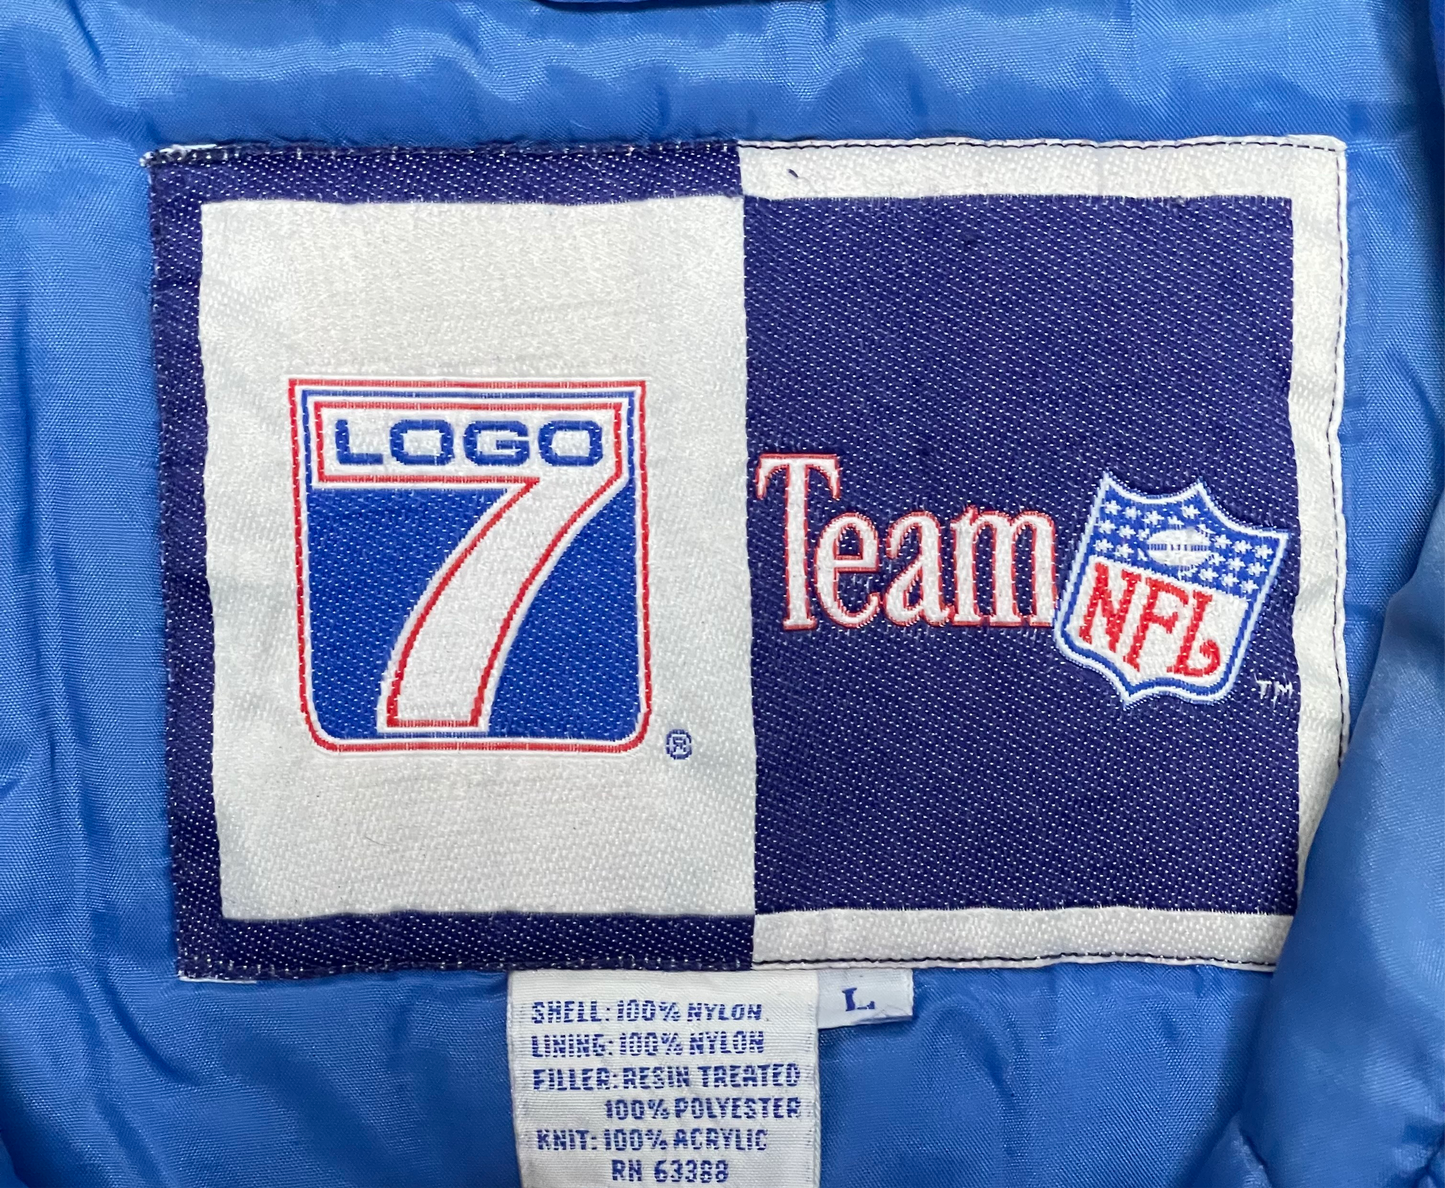 LOGO
7
®
Team NFL
TM
L
SHELL: 100% NYLON
LINING: 100% NYLON
FILLER: RESIN TREATED
100% POLYESTER
KNIT: 100% ACRYLIC
RN 63388